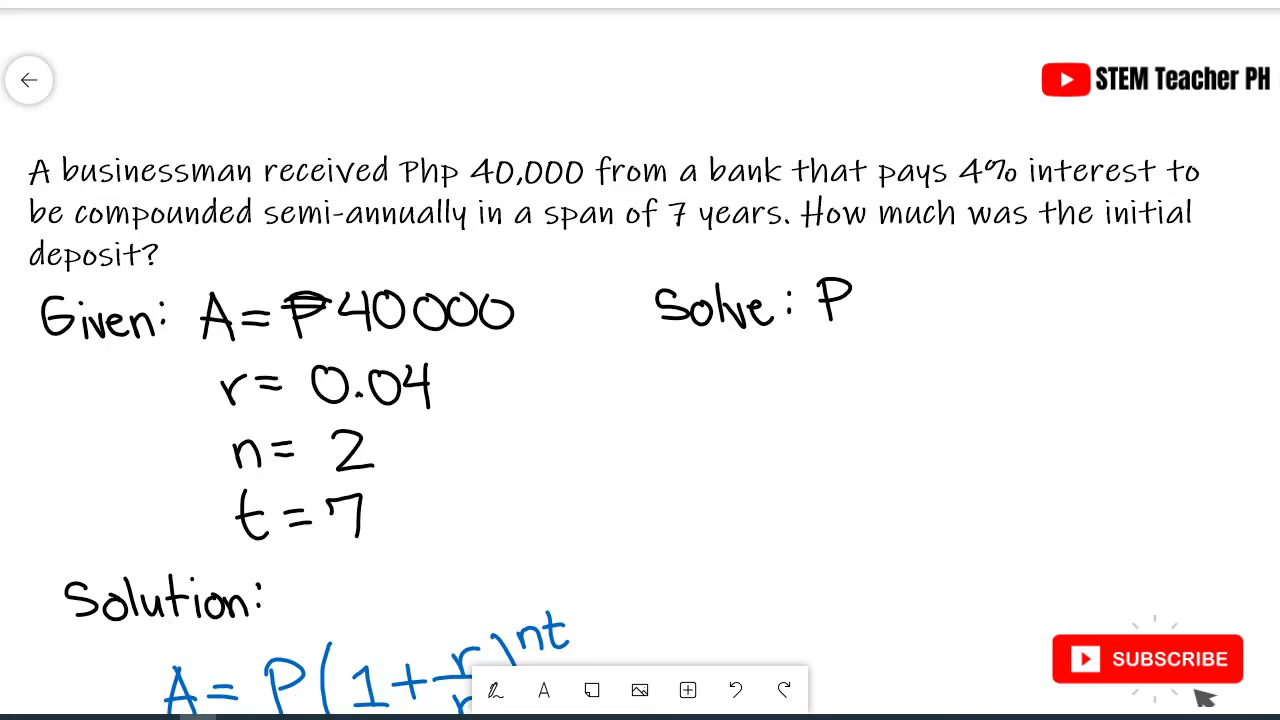 STEM Teacher PH
A businessman received Php 40,000 from a bank that pays 4% interest to
be compounded semi-annually in a span of 7 years. How much was the initial
deposit?
Given: A = ₱40000
Solve: P
r = 0.04
n = 2
t = 7
Solution:
A = P(1+r)nt
A
SUBSCRIBE